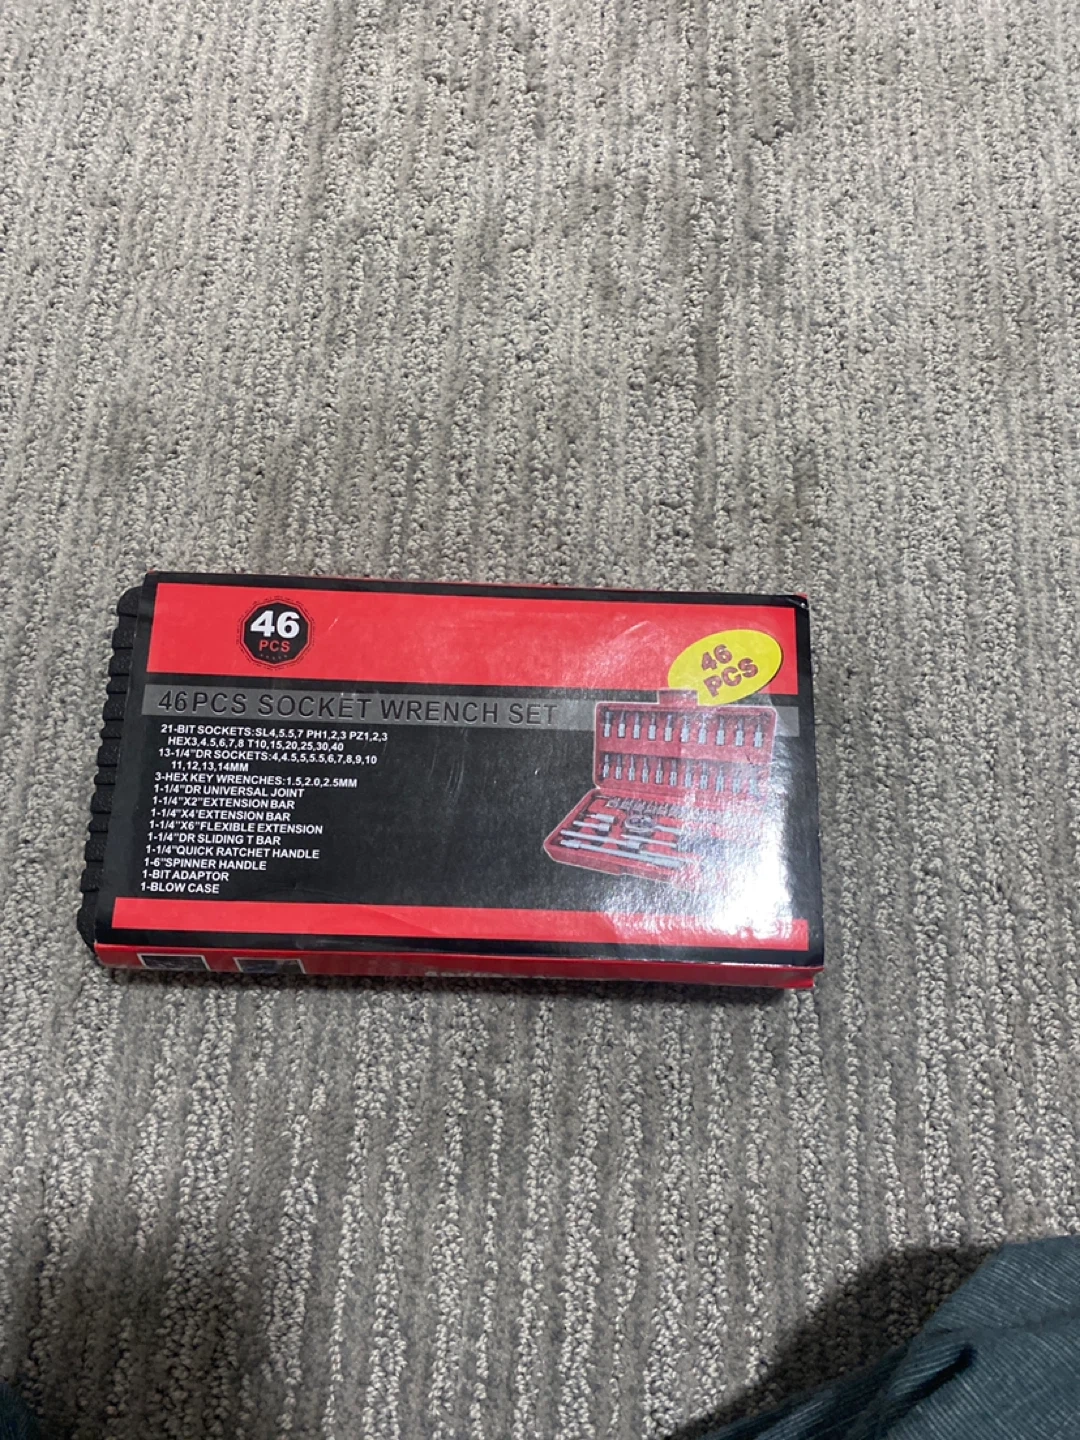 46
PCS
46
PCS
46PCS SOCKET WRENCH SET
21-BIT SOCKETS:SL4,5.5,7 PH1,2,3 PZ1,2,3
HEX3,4.5,6,7,8 T10,15,20,25,30,40
13-1/4"DR SOCKETS:4,4.5,5,5.5,6,7,8,9,10
11,12,13,14MM
3-HEX KEY WRENCHES:1.5,2.0,2.5MM
1-1/4"DR UNIVERSAL JOINT
1-1/4"X2"EXTENSION BAR
1-1/4"X4'EXTENSION BAR
1-1/4"X6"FLEXIBLE EXTENSION
1-1/4"DR SLIDING T BAR
1-1/4"QUICK RATCHET HANDLE
1-6"SPINNER HANDLE
1-BIT ADAPTOR
1-BLOW CASE